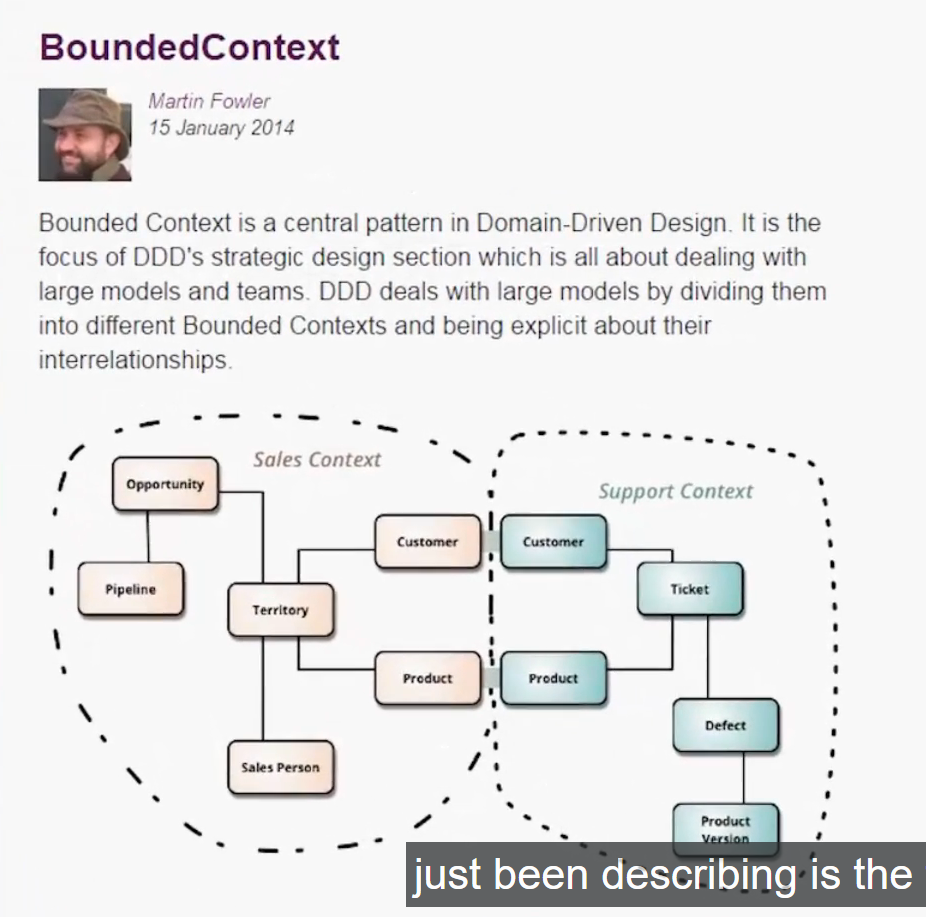 BoundedContext
Martin Fowler
15 January 2014
Bounded Context is a central pattern in Domain-Driven Design. It is the
focus of DDD's strategic design section which is all about dealing with
large models and teams. DDD deals with large models by dividing them
into different Bounded Contexts and being explicit about their
interrelationships.
Sales Context
Support Context
Opportunity
Customer
Customer
Pipeline
Territory
Ticket
Product
Product
Defect
Sales Person
Product
Version
just been describing is the